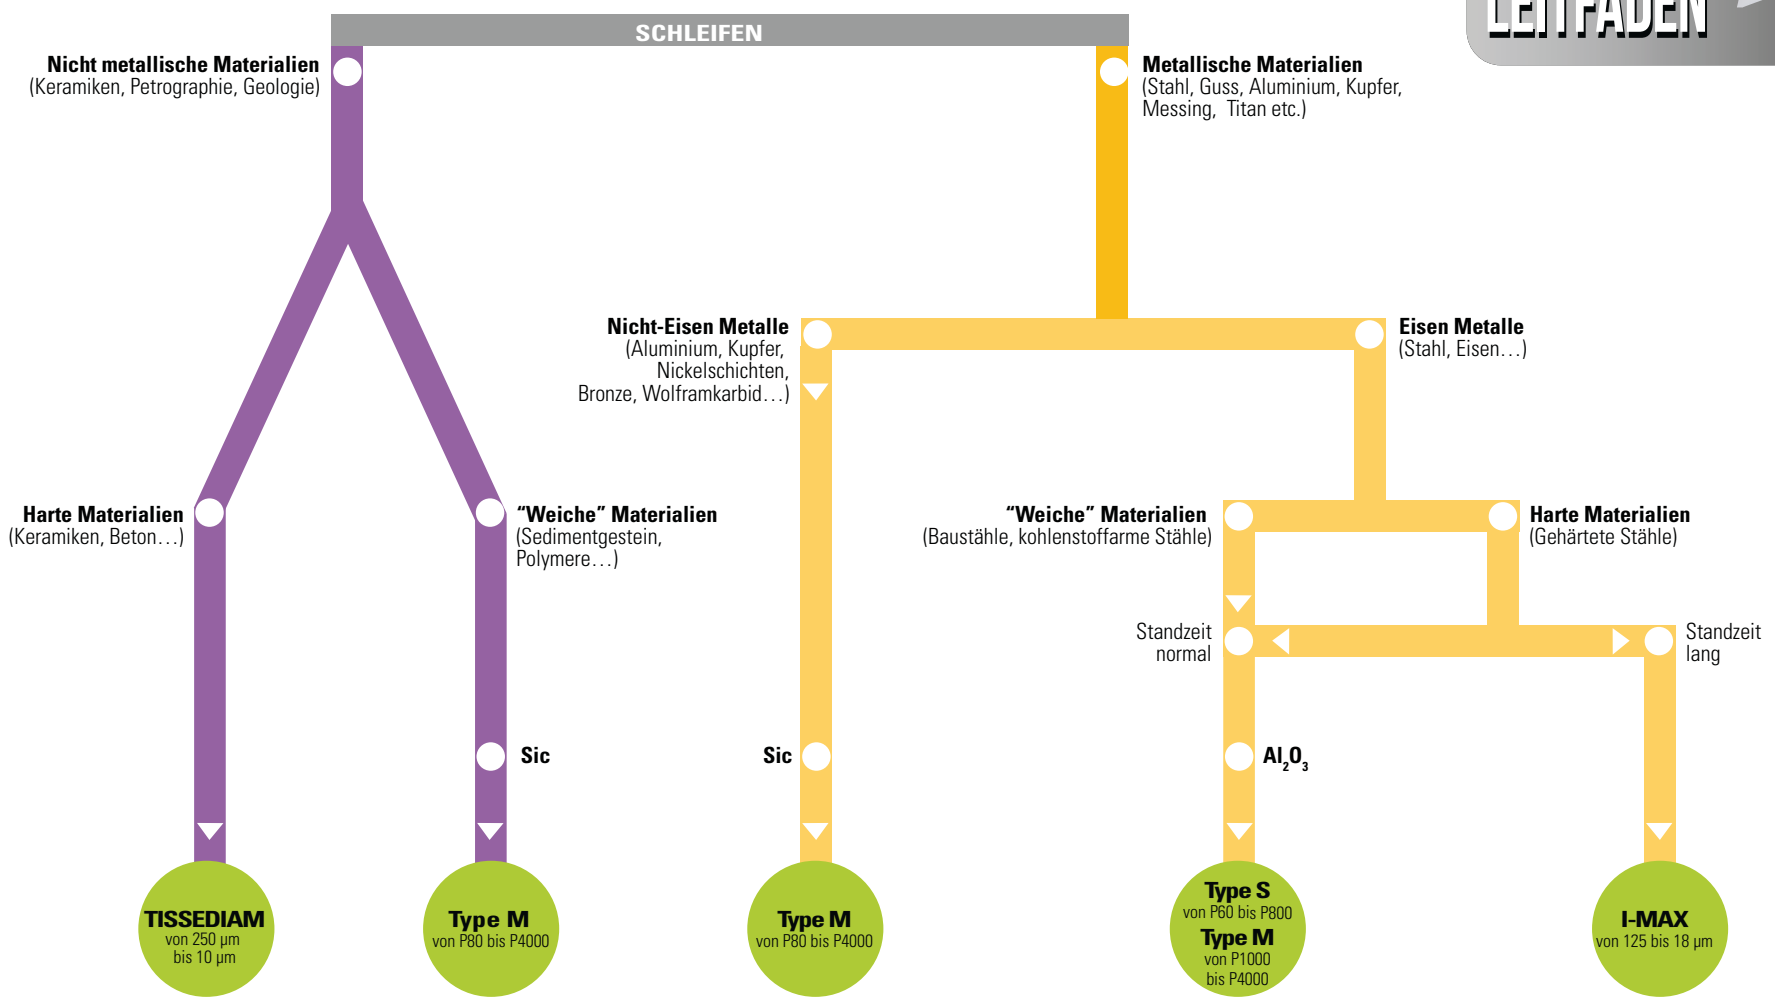 LEITFADEN
SCHLEIFEN
Nicht metallische Materialien
(Keramiken, Petrographie, Geologie)
Metallische Materialien
(Stahl, Guss, Aluminium, Kupfer,
Messing, Titan etc.)
Nicht-Eisen Metalle
(Aluminium, Kupfer,
Nickelschichten,
Bronze, Wolframkarbid…)
Eisen Metalle
(Stahl, Eisen…)
Harte Materialien
(Keramiken, Beton…)
“Weiche” Materialien
(Sedimentgestein,
Polymere…)
“Weiche” Materialien
(Baustähle, kohlenstoffarme Stähle)
Harte Materialien
(Gehärtete Stähle)
Standzeit
normal
Standzeit
lang
Sic
Sic
Al₂O₃
TISSEDIAM
von 250 µm
bis 10 µm
Type M
von P80 bis P4000
Type M
von P80 bis P4000
Type S
von P60 bis P800
Type M
von P1000
bis P4000
I-MAX
von 125 bis 18 µm